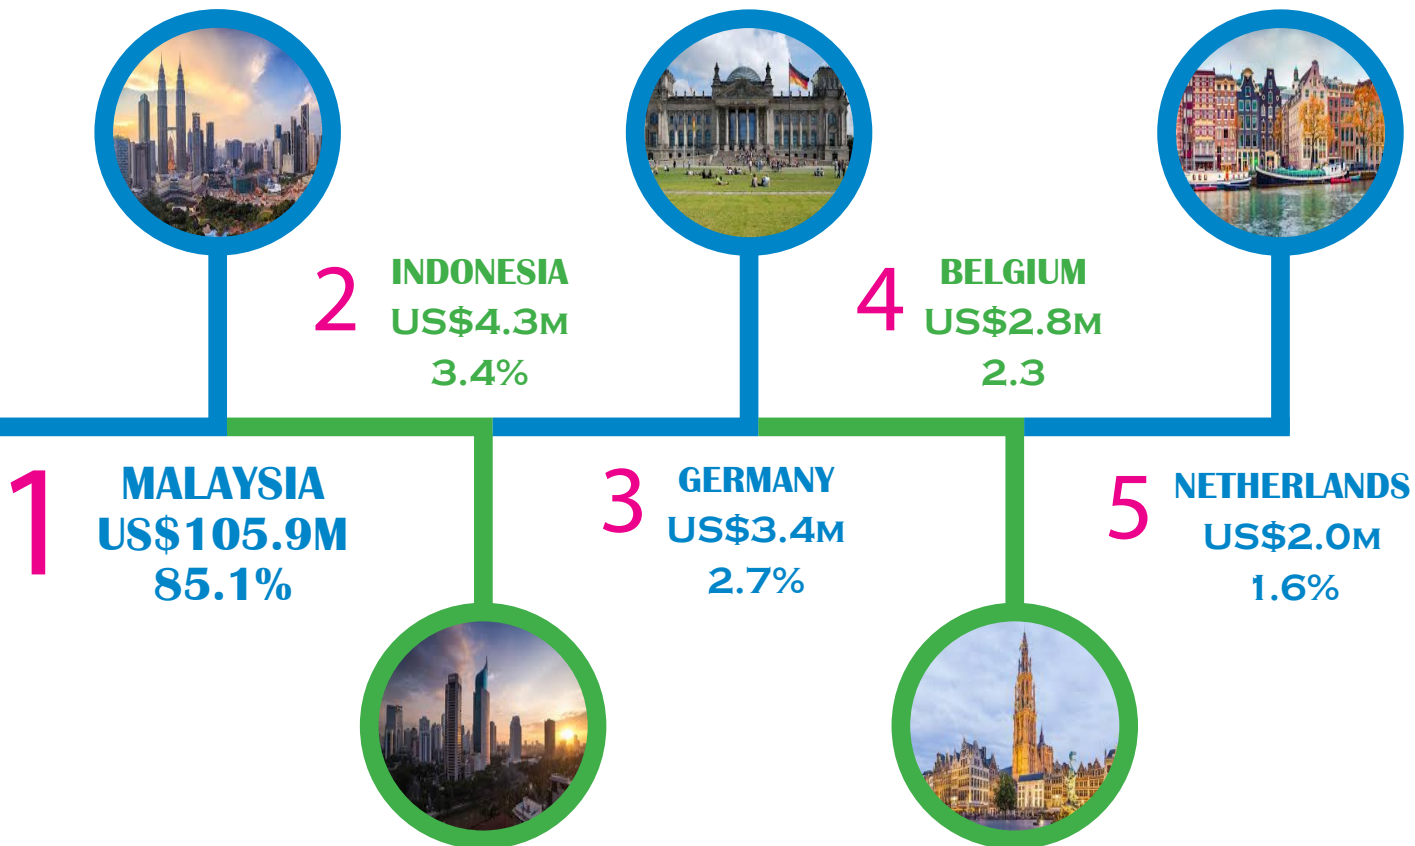 1
MALAYSIA
US$105.9M
85.1%
2
INDONESIA
US$4.3M
3.4%
3
GERMANY
US$3.4M
2.7%
4
BELGIUM
US$2.8M
2.3
5
NETHERLANDS
US$2.0M
1.6%